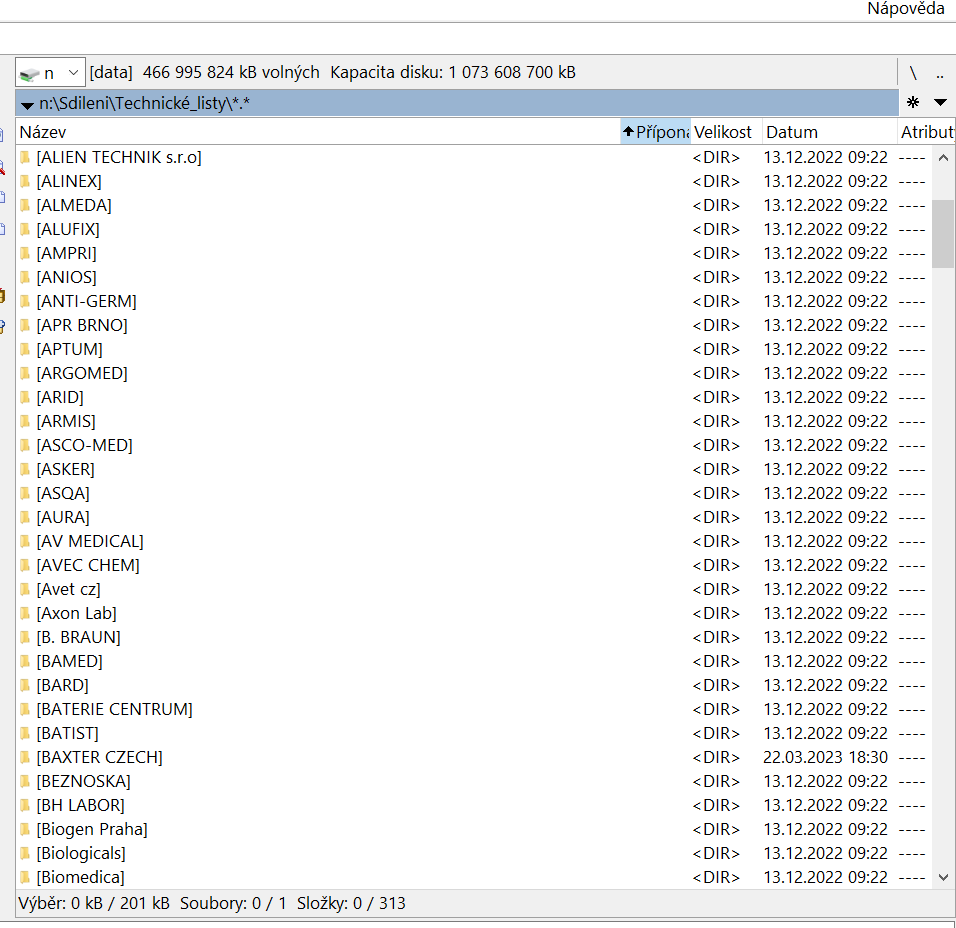 Nápověda
n [data] 466 995 824 kB volných Kapacita disku: 1 073 608 700 kB \ ..
n:\Sdileni\Technické_listy\*.* *
Název Přípona Velikost Datum Atributy
[ALIEN TECHNIK s.r.o] <DIR> 13.12.2022 09:22 ----
[ALINEX] <DIR> 13.12.2022 09:22 ----
[ALMEDA] <DIR> 13.12.2022 09:22 ----
[ALUFIX] <DIR> 13.12.2022 09:22 ----
[AMPRI] <DIR> 13.12.2022 09:22 ----
[ANIOS] <DIR> 13.12.2022 09:22 ----
[ANTI-GERM] <DIR> 13.12.2022 09:22 ----
[APR BRNO] <DIR> 13.12.2022 09:22 ----
[APTUM] <DIR> 13.12.2022 09:22 ----
[ARGOMED] <DIR> 13.12.2022 09:22 ----
[ARID] <DIR> 13.12.2022 09:22 ----
[ARMIS] <DIR> 13.12.2022 09:22 ----
[ASCO-MED] <DIR> 13.12.2022 09:22 ----
[ASKER] <DIR> 13.12.2022 09:22 ----
[ASQA] <DIR> 13.12.2022 09:22 ----
[AURA] <DIR> 13.12.2022 09:22 ----
[AV MEDICAL] <DIR> 13.12.2022 09:22 ----
[AVEC CHEM] <DIR> 13.12.2022 09:22 ----
[Avet cz] <DIR> 13.12.2022 09:22 ----
[Axon Lab] <DIR> 13.12.2022 09:22 ----
[B. BRAUN] <DIR> 13.12.2022 09:22 ----
[BAMED] <DIR> 13.12.2022 09:22 ----
[BARD] <DIR> 13.12.2022 09:22 ----
[BATERIE CENTRUM] <DIR> 13.12.2022 09:22 ----
[BATIST] <DIR> 13.12.2022 09:22 ----
[BAXTER CZECH] <DIR> 22.03.2023 18:30 ----
[BEZNOSKA] <DIR> 13.12.2022 09:22 ----
[BH LABOR] <DIR> 13.12.2022 09:22 ----
[Biogen Praha] <DIR> 13.12.2022 09:22 ----
[Biologicals] <DIR> 13.12.2022 09:22 ----
[Biomedica] <DIR> 13.12.2022 09:22 ----
Výběr: 0 kB / 201 kB Soubory: 0 / 1 Složky: 0 / 313